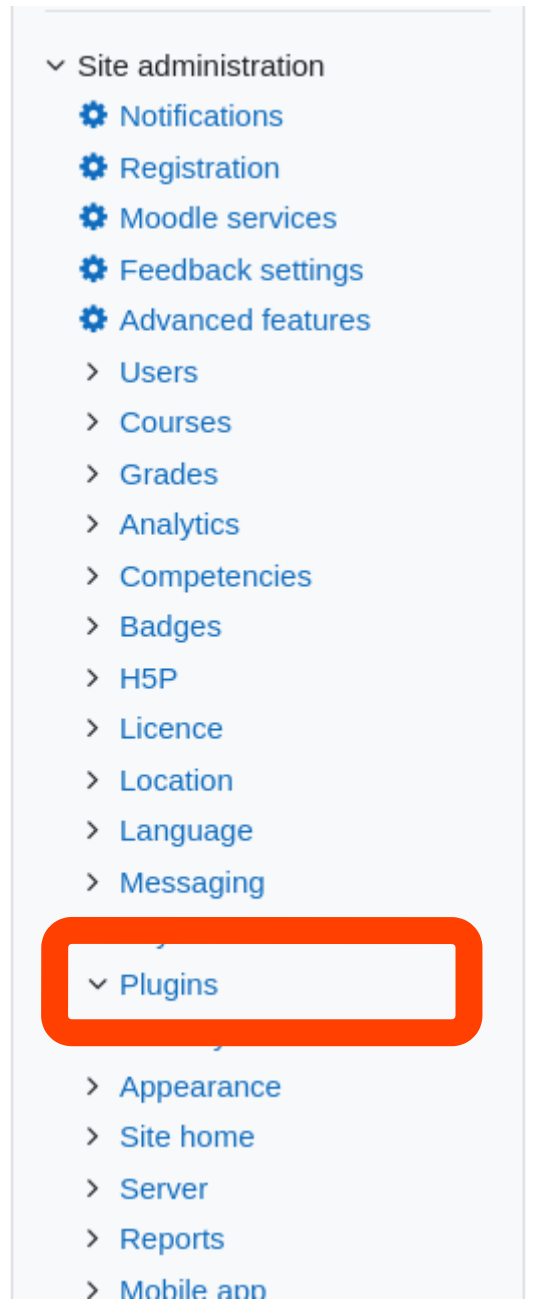 Site administration
Notifications
Registration
Moodle services
Feedback settings
Advanced features
Users
Courses
Grades
Analytics
Competencies
Badges
H5P
Licence
Location
Language
Messaging
Plugins
Appearance
Site home
Server
Reports
Mobile app